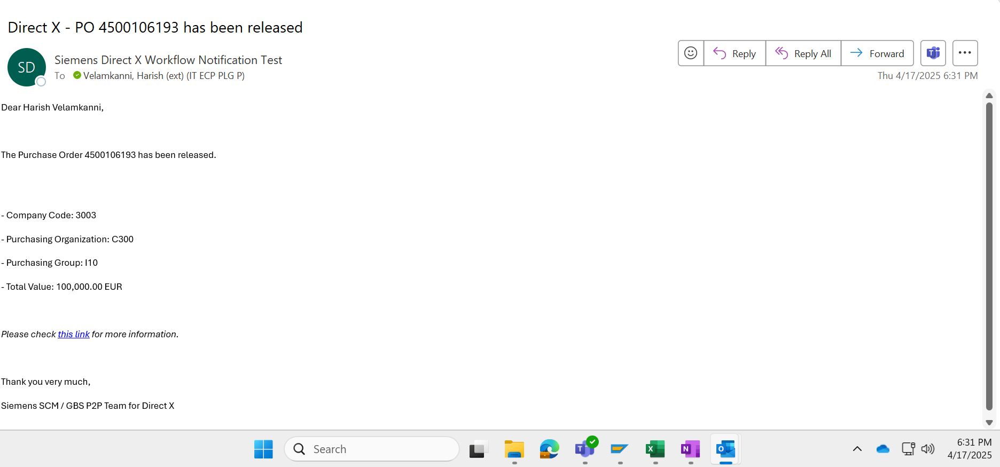 Direct X - PO 4500106193 has been released
SD
Siemens Direct X Workflow Notification Test
To Velamkanni, Harish (ext) (IT ECP PLG P)
Reply
Reply All
Forward
Thu 4/17/2025 6:31 PM
Dear Harish Velamkanni,
The Purchase Order 4500106193 has been released.
- Company Code: 3003
- Purchasing Organization: C300
- Purchasing Group: I10
- Total Value: 100,000.00 EUR
Please check this link for more information.
Thank you very much,
Siemens SCM / GBS P2P Team for Direct X
Search
6:31 PM
4/17/2025